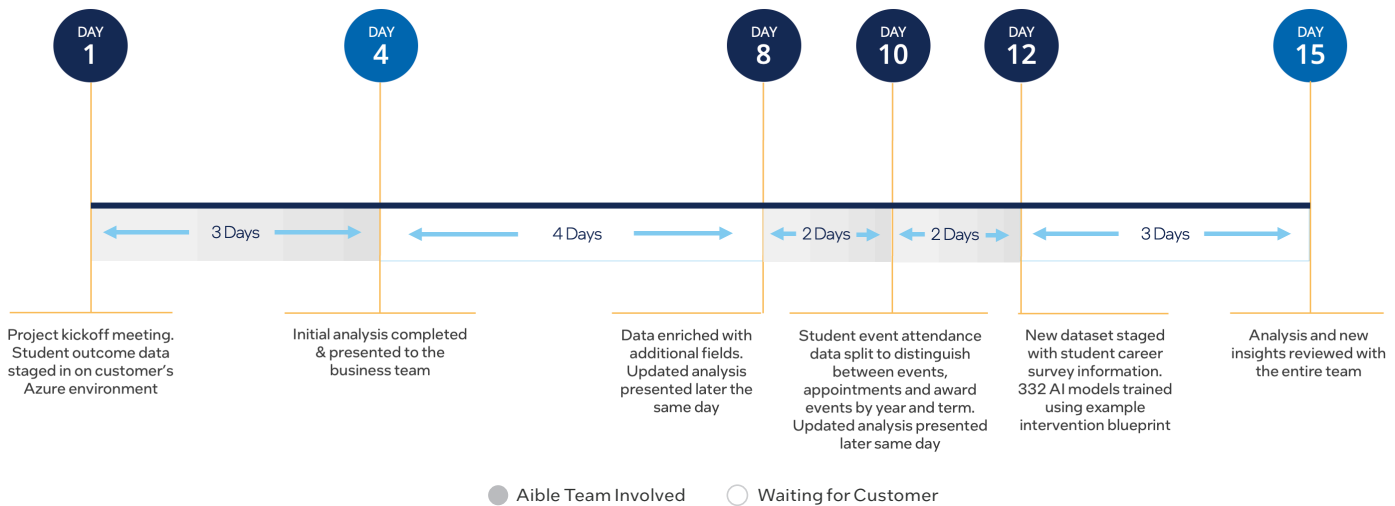 DAY
1
DAY
4
DAY
8
DAY
10
DAY
12
DAY
15
3 Days
4 Days
2 Days
2 Days
3 Days
Project kickoff meeting.
Student outcome data
staged in on customer's
Azure environment
Initial analysis completed
& presented to the
business team
Data enriched with
additional fields.
Updated analysis
presented later the
same day
Student event attendance
data split to distinguish
between events,
appointments and award
events by year and term.
Updated analysis presented
later same day
New dataset staged
with student career
survey information.
332 AI models trained
using example
intervention blueprint
Analysis and new
insights reviewed with
the entire team
Aible Team Involved
Waiting for Customer